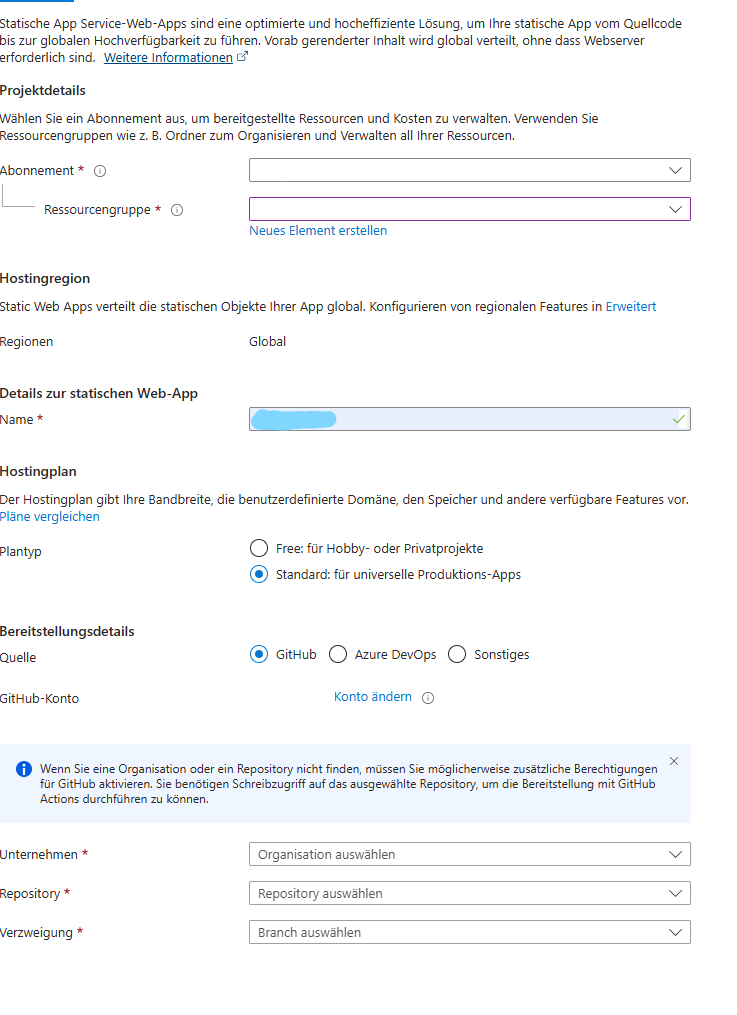 Statische App Service-Web-Apps sind eine optimierte und hocheffiziente Lösung, um Ihre statische App vom Quellcode
bis zur globalen Hochverfügbarkeit zu führen. Vorab gerenderter Inhalt wird global verteilt, ohne dass Webserver
erforderlich sind. Weitere Informationen
Projektdetails
Wählen Sie ein Abonnement aus, um bereitgestellte Ressourcen und Kosten zu verwalten. Verwenden Sie
Ressourcengruppen wie z. B. Ordner zum Organisieren und Verwalten all Ihrer Ressourcen.
Abonnement *
Ressourcengruppe *
Neues Element erstellen
Hostingregion
Static Web Apps verteilt die statischen Objekte Ihrer App global. Konfigurieren von regionalen Features in Erweitert
Regionen Global
Details zur statischen Web-App
Name *
Hostingplan
Der Hostingplan gibt Ihre Bandbreite, die benutzerdefinierte Domäne, den Speicher und andere verfügbare Features vor.
Pläne vergleichen
Plantyp Free: für Hobby- oder Privatprojekte
Standard: für universelle Produktions-Apps
Bereitstellungsdetails
Quelle GitHub Azure DevOps Sonstiges
GitHub-Konto Konto ändern
Wenn Sie eine Organisation oder ein Repository nicht finden, müssen Sie möglicherweise zusätzliche Berechtigungen
für GitHub aktivieren. Sie benötigen Schreibzugriff auf das ausgewählte Repository, um die Bereitstellung mit GitHub
Actions durchführen zu können.
Unternehmen * Organisation auswählen
Repository * Repository auswählen
Verzweigung * Branch auswählen